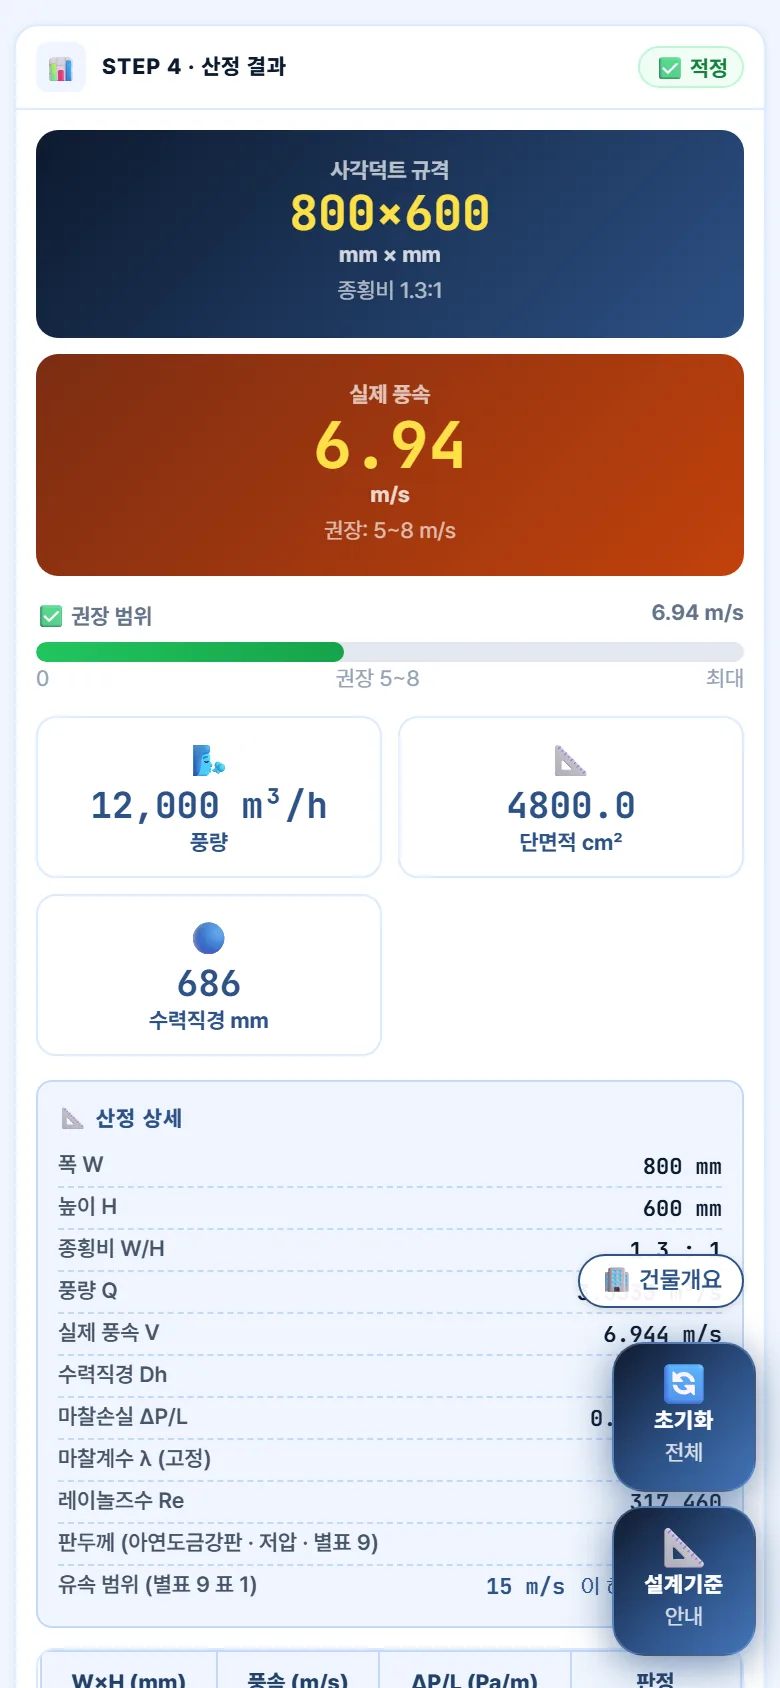 STEP 4 · 산정 결과
적정
사각덕트 규격
800×600
mm × mm
종횡비 1.3:1
실제 풍속
6.94
m/s
권장: 5~8 m/s
권장 범위
6.94 m/s
0 권장 5~8 최대
12,000 m³/h
풍량
4800.0
단면적 cm²
686
수력직경 mm
산정 상세
폭 W 800 mm
높이 H 600 mm
종횡비 W/H 1.3 : 1
풍량 Q
건물개요
실제 풍속 V 6.944 m/s
수력직경 Dh
초기화
전체
마찰손실 ΔP/L 0.
마찰계수 λ (고정)
레이놀즈수 Re 317,460
판두께 (아연도금강판 · 저압 · 별표 9)
유속 범위 (별표 9 표 1) 15 m/s 이
설계기준
안내
W×H (mm) 풍속 (m/s) ΔP/L (Pa/m) 판정